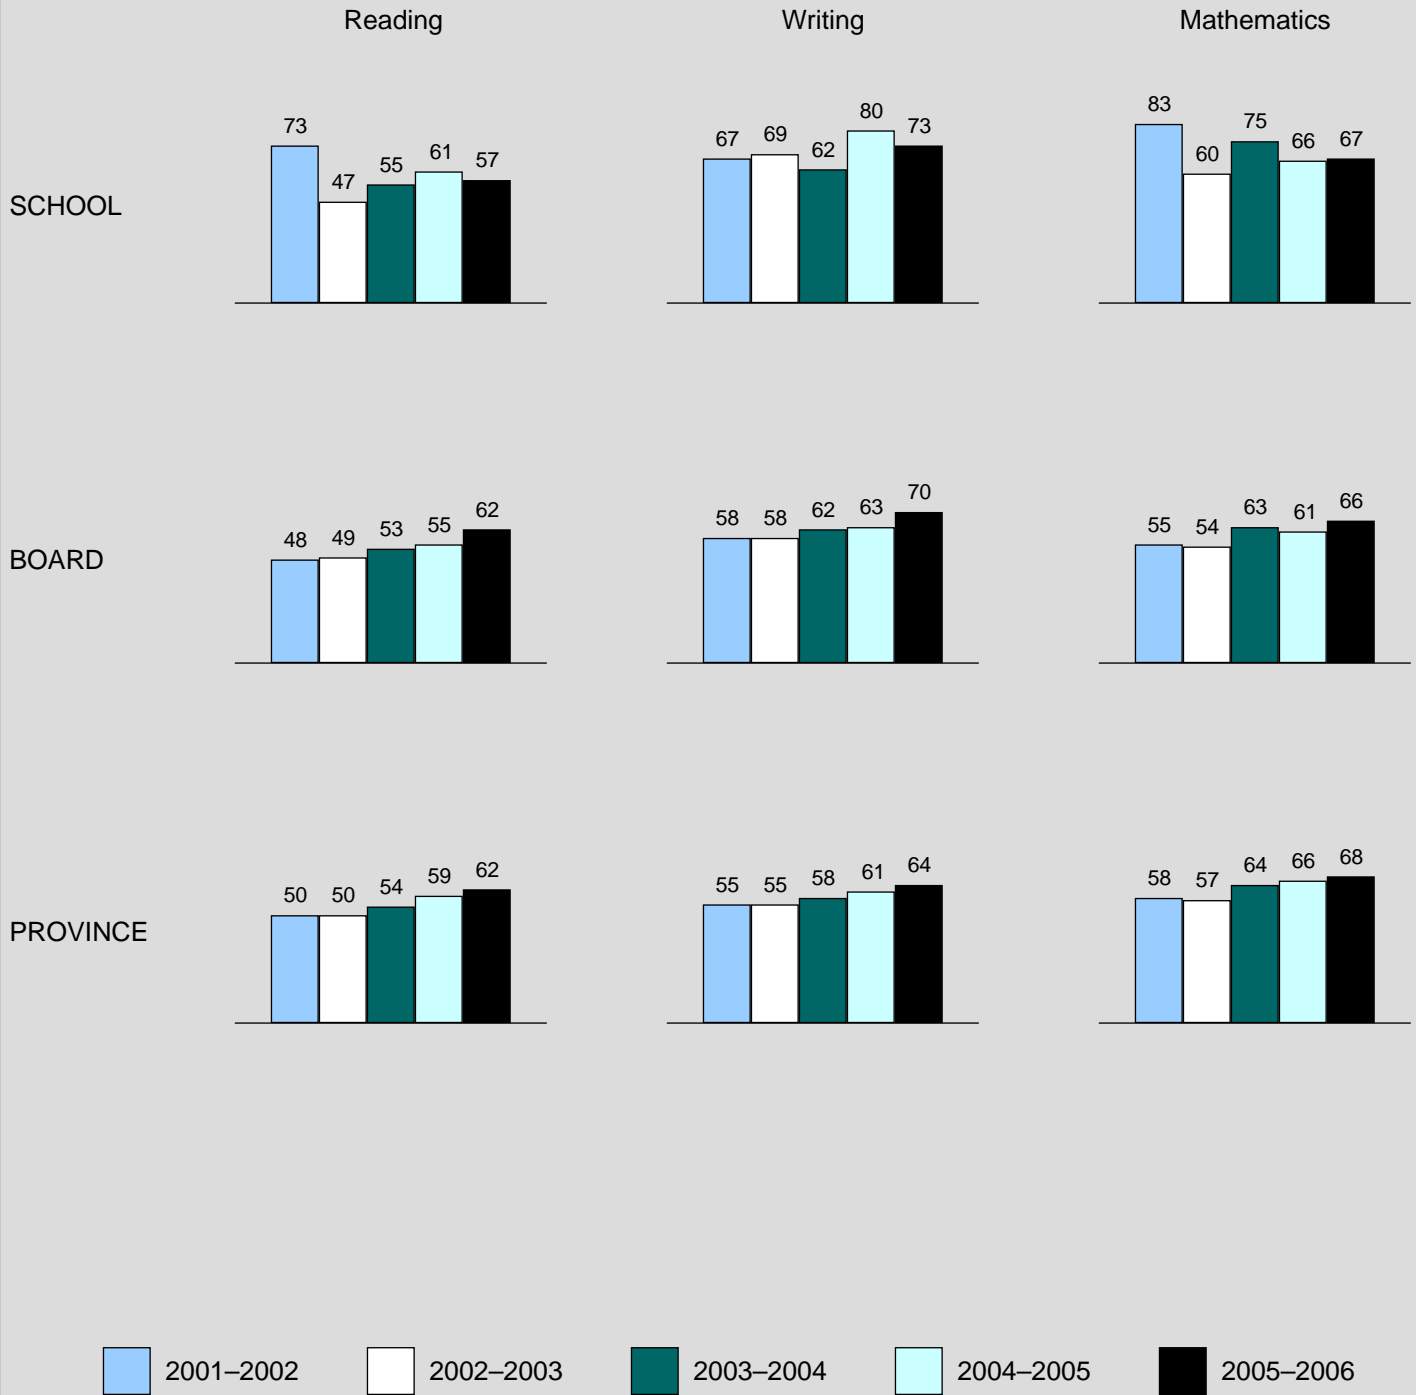 Reading Writing Mathematics
73 47 55 61 57 67 69 62 80 73 83 60 75 66 67
SCHOOL
48 49 53 55 62 58 58 62 63 70 55 54 63 61 66
BOARD
50 50 54 59 62 55 55 58 61 64 58 57 64 66 68
PROVINCE
2001–2002 2002–2003 2003–2004 2004–2005 2005–2006